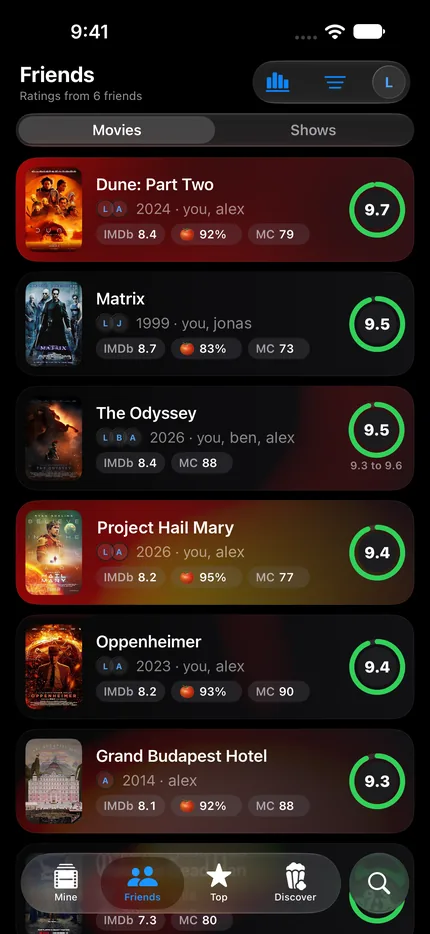 9:41
Friends
Ratings from 6 friends
L
Movies
Shows
Dune: Part Two
L A 2024 · you, alex
IMDb 8.4 92% MC 79
9.7
Matrix
L J 1999 · you, jonas
IMDb 8.7 83% MC 73
9.5
MATRIX
The Odyssey
L B A 2026 · you, ben, alex
IMDb 8.4 MC 88
9.5
9.3 to 9.6
Project Hail Mary
L A 2026 · you, alex
IMDb 8.2 95% MC 77
9.4
Oppenheimer
L A 2023 · you, alex
IMDb 8.2 93% MC 90
9.4
OPPENHEIMER
Grand Budapest Hotel
A 2014 · alex
IMDb 8.1 92% MC 88
9.3
Mine
Friends
Top
Discover
IMDb 7.3 MC 80